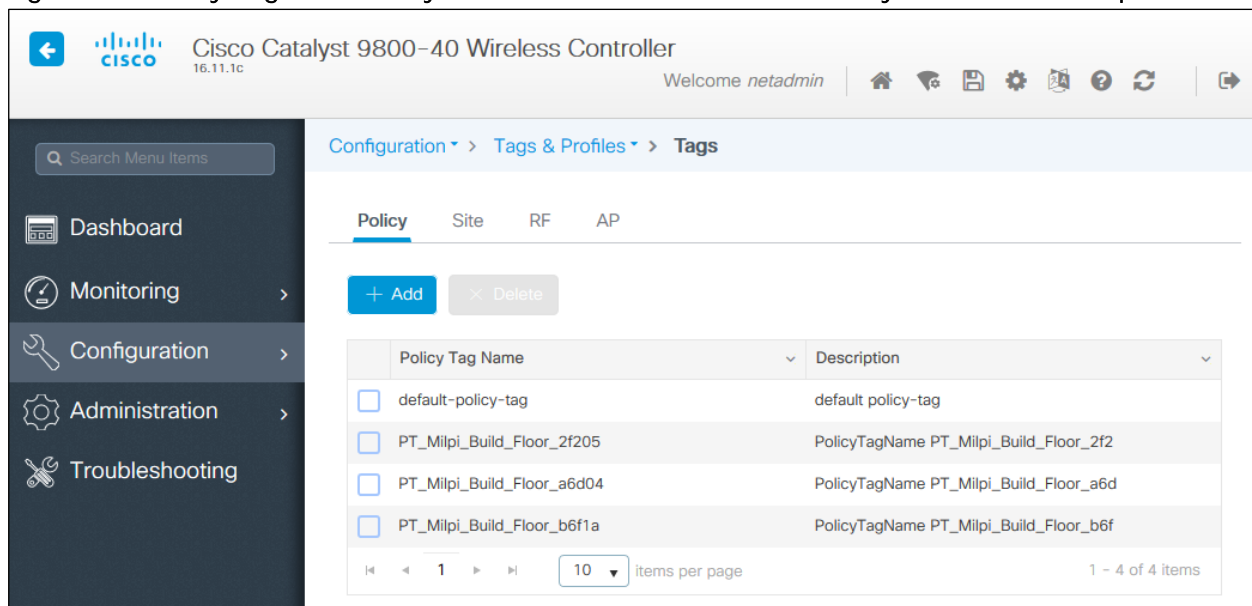 CISCO
Cisco Catalyst 9800-40 Wireless Controller
16.11.1c
Welcome netadmin
Search Menu Items
Dashboard
Monitoring
Configuration
Administration
Troubleshooting
Configuration > Tags & Profiles > Tags
Policy Site RF AP
+ Add × Delete
Policy Tag Name Description
default-policy-tag default policy-tag
PT_Milpi_Build_Floor_2f205 PolicyTagName PT_Milpi_Build_Floor_2f2
PT_Milpi_Build_Floor_a6d04 PolicyTagName PT_Milpi_Build_Floor_a6d
PT_Milpi_Build_Floor_b6f1a PolicyTagName PT_Milpi_Build_Floor_b6f
1 10 items per page 1 - 4 of 4 items